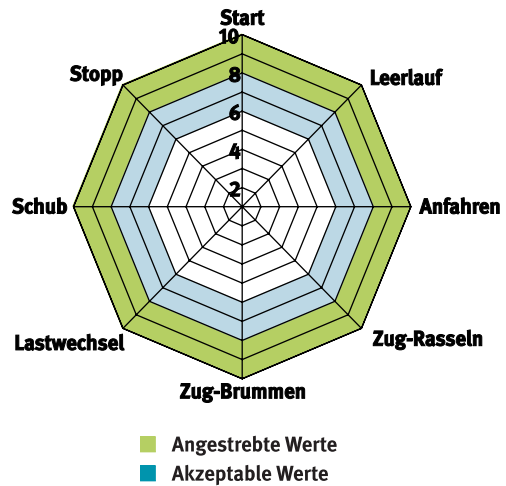 Start
10
Stopp
8
Leerlauf
6
4
2
Schub
Anfahren
Lastwechsel
Zug-Rasseln
Zug-Brummen
Angestrebte Werte
Akzeptable Werte